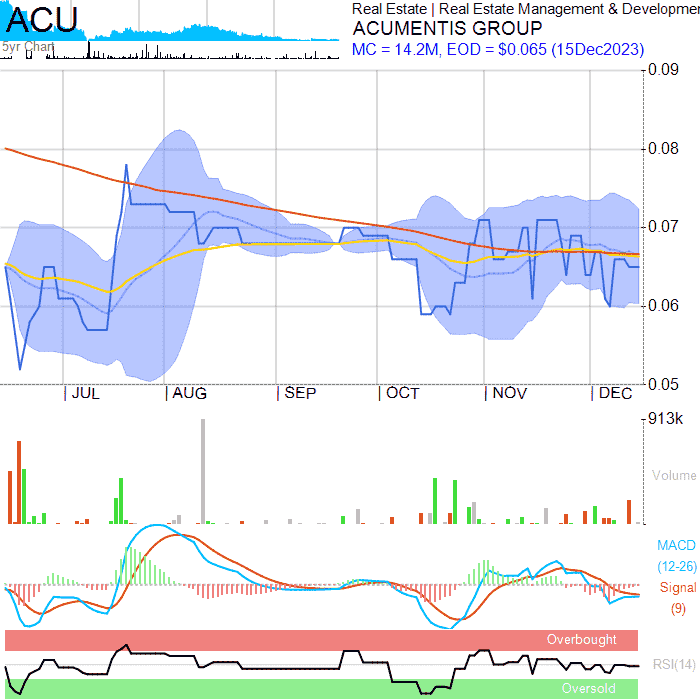 ACU
5yr Chart
Real Estate | Real Estate Management & Developmen
ACUMENTIS GROUP
MC = 14.2M, EOD = $0.065 (15Dec2023)
0.09
0.08
0.07
0.06
0.05
JUL AUG SEP OCT NOV DEC
913k
Volume
MACD
(12-26)
Signal
(9)
Overbought
RSI(14)
Oversold